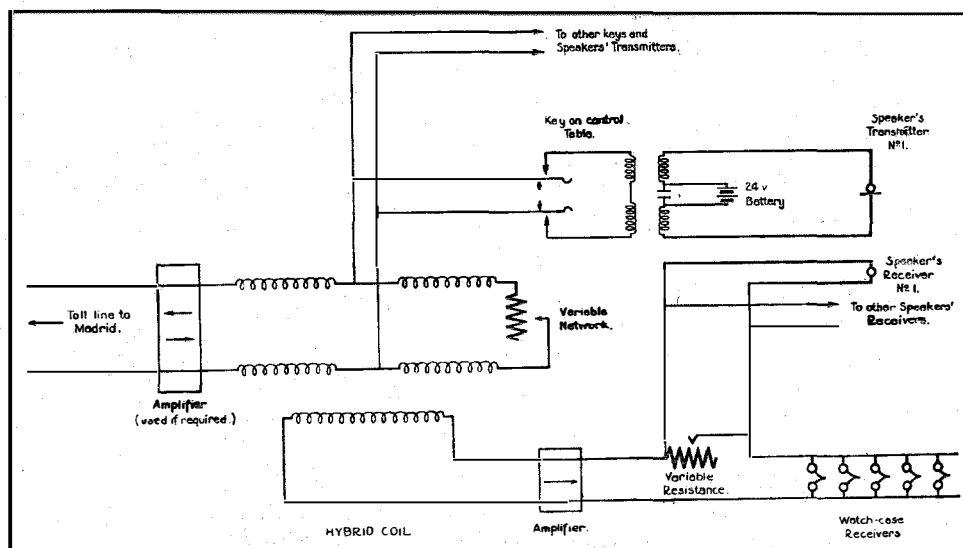 To other keys and
Speakers' Transmitters.
Key on control
Table.
Speaker's
Transmitter
Nº1.
24 v
Battery
Speaker's
Receiver
Nº1.
To other Speakers'
Receivers.
Toll line to
Madrid.
Variable
Network.
Amplifier
(used if required.)
Variable
Resistance.
HYBRID COIL
Amplifier.
Watch-case
Receivers